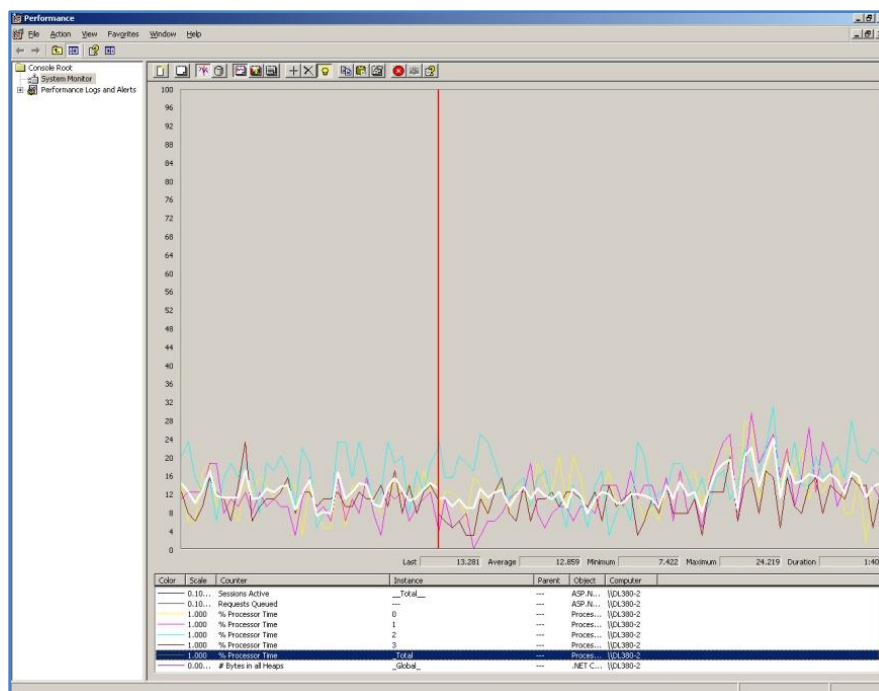 Performance
File Action View Favorites Window Help
Console Root
System Monitor
Performance Logs and Alerts
100
96
92
88
84
80
76
72
68
64
60
56
52
48
44
40
36
32
28
24
20
16
12
8
4
0
Last 13.281 Average 12.859 Minimum 7.422 Maximum 24.219 Duration 1:40
Color Scale Counter Instance Parent Object Computer
0.10... Sessions Active __Total__ --- ASP.N... \\DL380-2
0.10... Requests Queued --- --- ASP.N... \\DL380-2
1.000 % Processor Time 0 --- Proces... \\DL380-2
1.000 % Processor Time 1 --- Proces... \\DL380-2
1.000 % Processor Time 2 --- Proces... \\DL380-2
1.000 % Processor Time 3 --- Proces... \\DL380-2
1.000 % Processor Time _Total --- Proces... \\DL380-2
0.00... # Bytes in all Heaps _Global_ --- .NET C... \\DL380-2